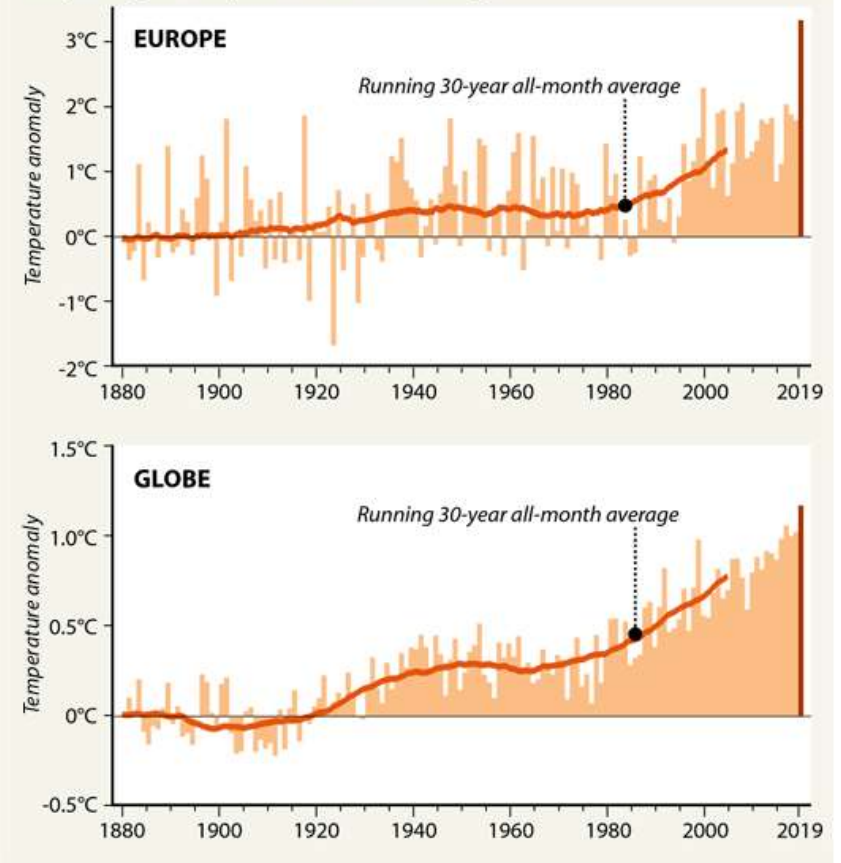 EUROPE
Running 30-year all-month average
Temperature anomaly
3°C
2°C
1°C
0°C
-1°C
-2°C
1880 1900 1920 1940 1960 1980 2000 2019
GLOBE
Running 30-year all-month average
Temperature anomaly
1.5°C
1.0°C
0.5°C
0°C
-0.5°C
1880 1900 1920 1940 1960 1980 2000 2019